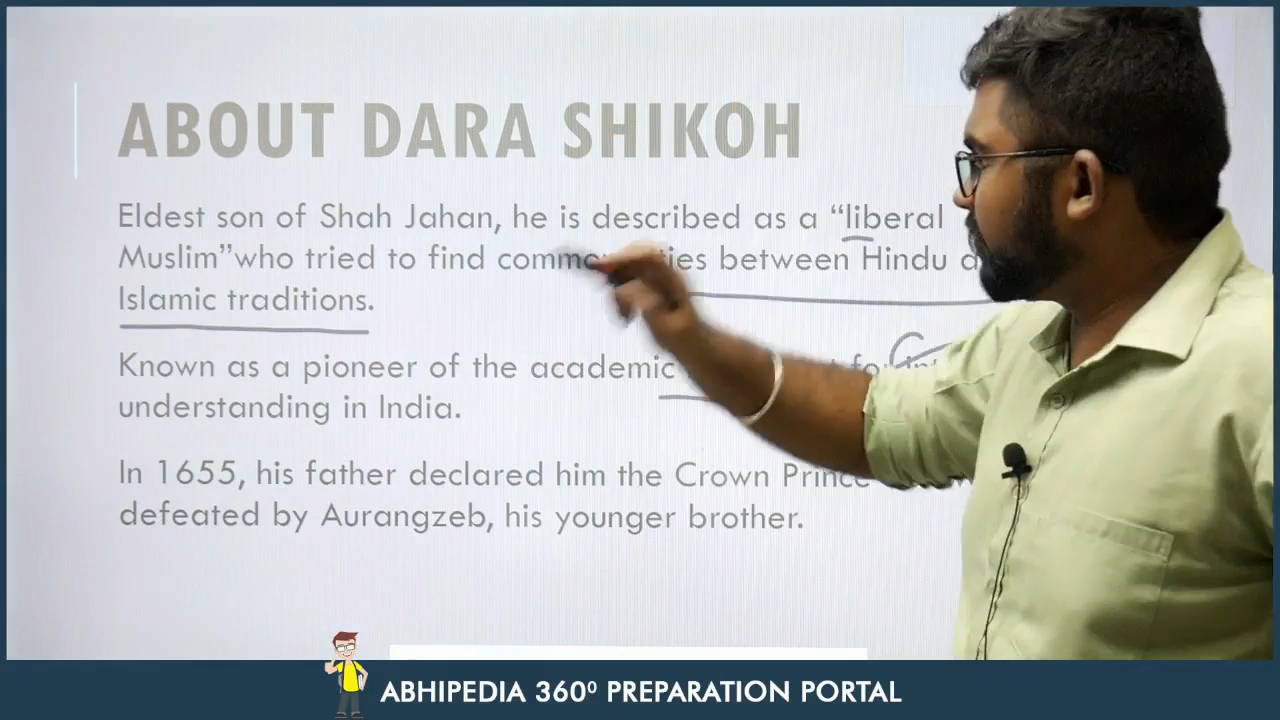 ABOUT DARA SHIKOH
Eldest son of Shah Jahan, he is described as a “liberal
Muslim”who tried to find between Hindu
Islamic traditions.
Known as a pioneer of the academic
understanding in India.
In 1655, his father declared him the Crown Prince
defeated by Aurangzeb, his younger brother.
ABHIPEDIA 360⁰ PREPARATION PORTAL